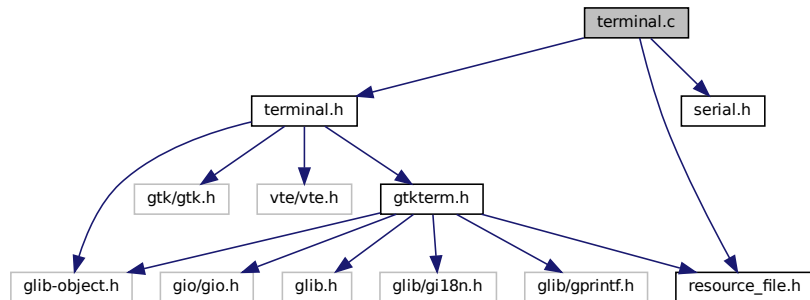 terminal.c
terminal.h
serial.h
gtk/gtk.h
vte/vte.h
gtkterm.h
glib-object.h
gio/gio.h
glib.h
glib/gi18n.h
glib/gprintf.h
resource_file.h